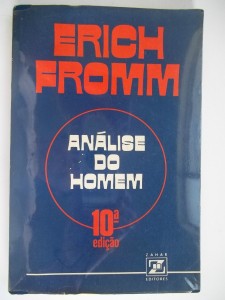 ERICH
FROMM
ANÁLISE
DO
HOMEM
10ª
edição
ZAHAR
EDITORES